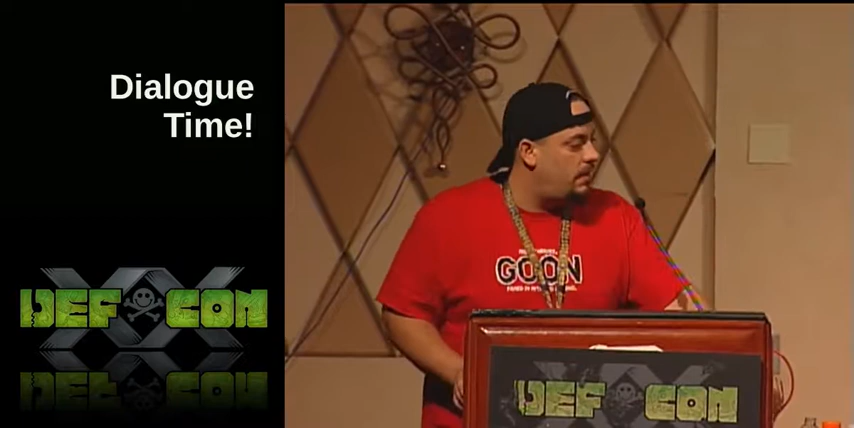 Dialogue
Time!
DEF CON
GOON
DEF CON